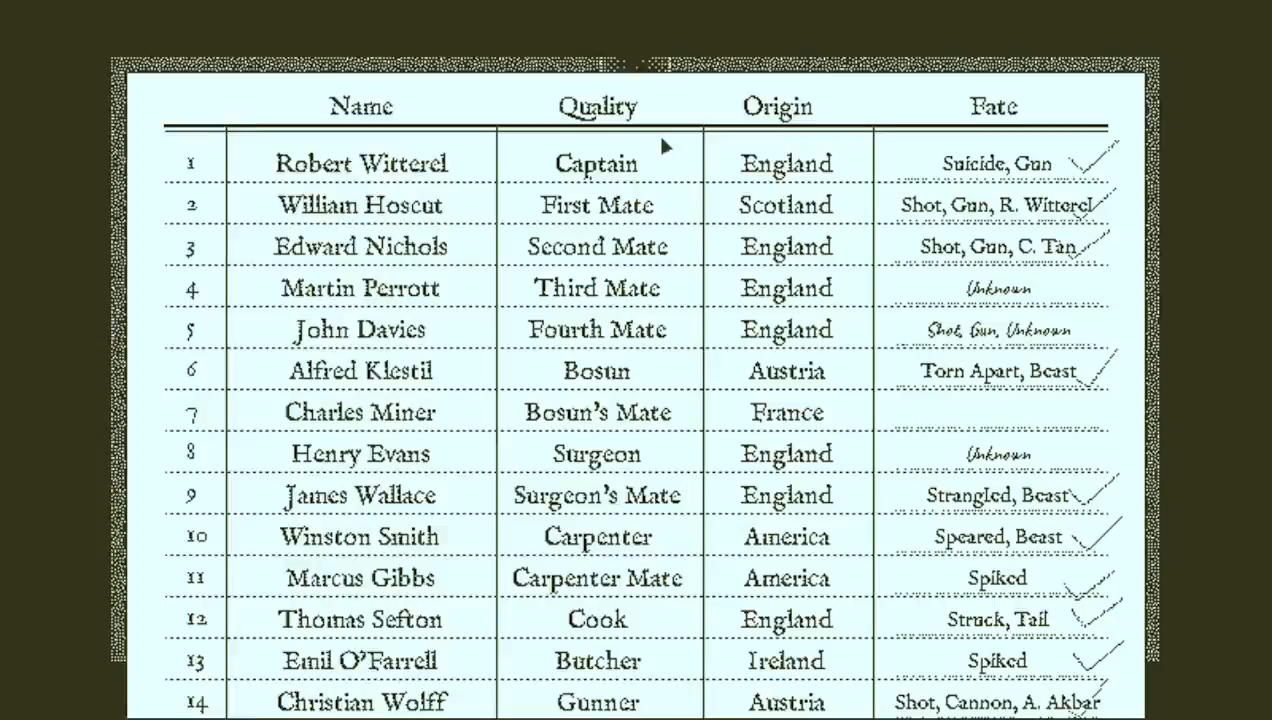 Name Quality Origin Fate
1 Robert Witterel Captain England Suicide, Gun
2 William Hoscut First Mate Scotland Shot, Gun, R. Witterel
3 Edward Nichols Second Mate England Shot, Gun, C. Tan
4 Martin Perrott Third Mate England Unknown
5 John Davies Fourth Mate England Shot, Gun, Unknown
6 Alfred Klestil Bosun Austria Torn Apart, Beast
7 Charles Miner Bosun's Mate France
8 Henry Evans Surgeon England Unknown
9 James Wallace Surgeon's Mate England Strangled, Beast
10 Winston Smith Carpenter America Speared, Beast
11 Marcus Gibbs Carpenter Mate America Spiked
12 Thomas Sefton Cook England Struck, Tail
13 Emil O'Farrell Butcher Ireland Spiked
14 Christian Wolff Gunner Austria Shot, Cannon, A. Akbar